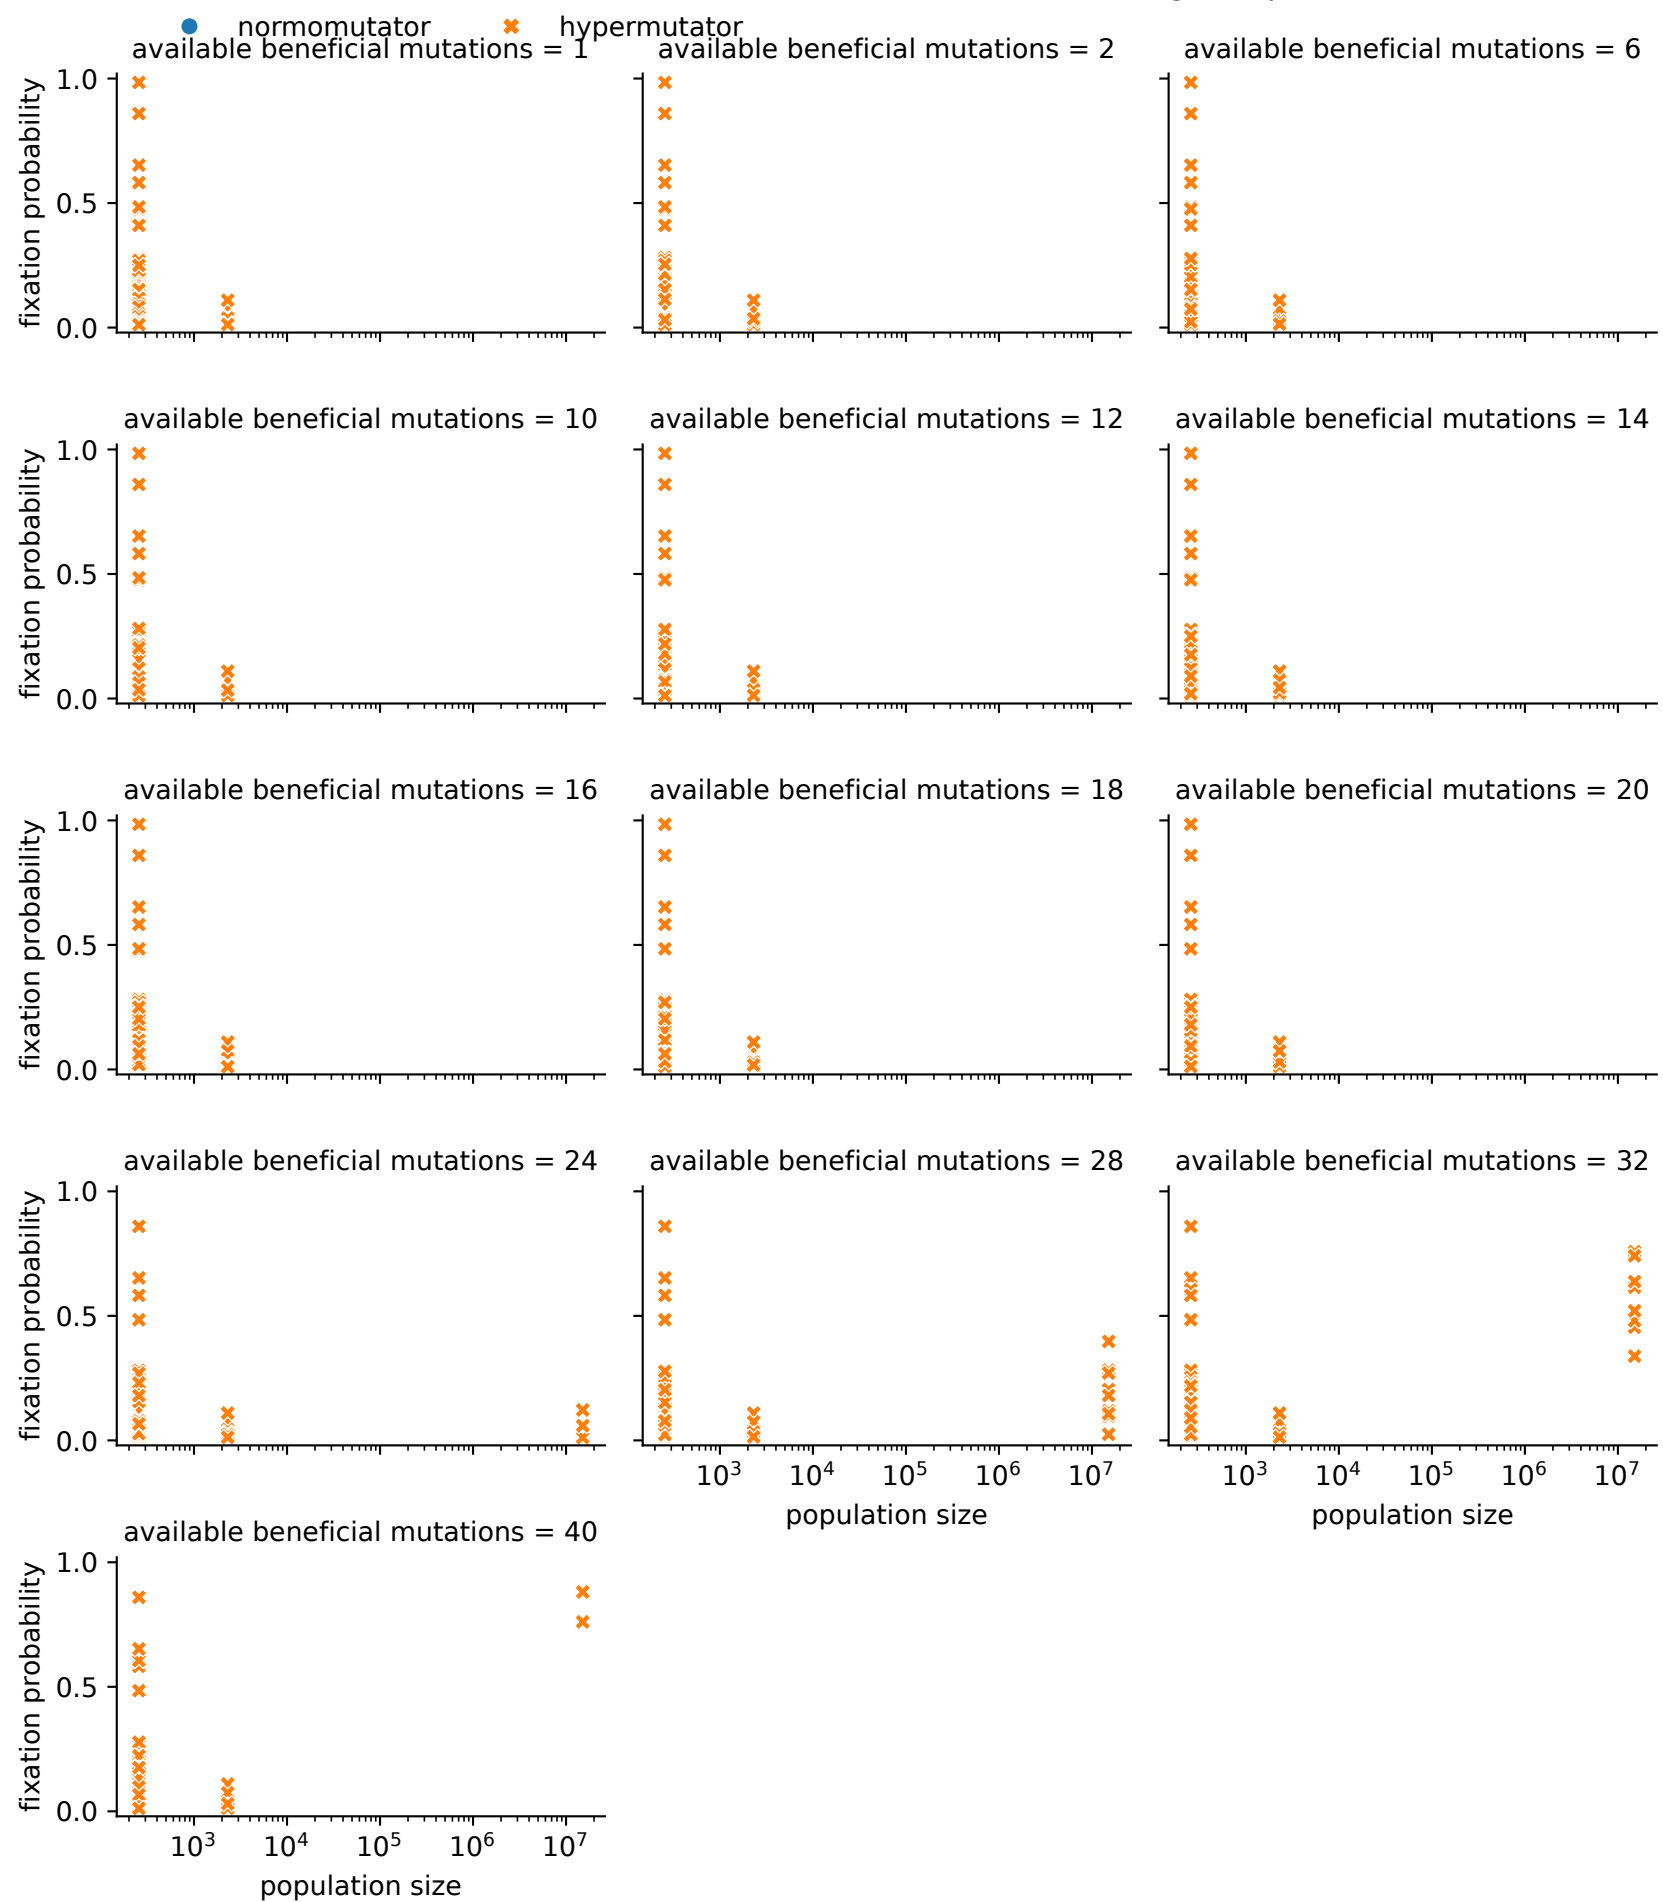 normomutator hypermutator
available beneficial mutations = 1 available beneficial mutations = 2 available beneficial mutations = 6
fixation probability
1.0
0.5
0.0
available beneficial mutations = 10 available beneficial mutations = 12 available beneficial mutations = 14
fixation probability
1.0
0.5
0.0
available beneficial mutations = 16 available beneficial mutations = 18 available beneficial mutations = 20
fixation probability
1.0
0.5
0.0
available beneficial mutations = 24 available beneficial mutations = 28 available beneficial mutations = 32
fixation probability
1.0
0.5
0.0
10³ 10⁴ 10⁵ 10⁶ 10⁷ 10³ 10⁴ 10⁵ 10⁶ 10⁷
population size population size
available beneficial mutations = 40
fixation probability
1.0
0.5
0.0
10³ 10⁴ 10⁵ 10⁶ 10⁷
population size